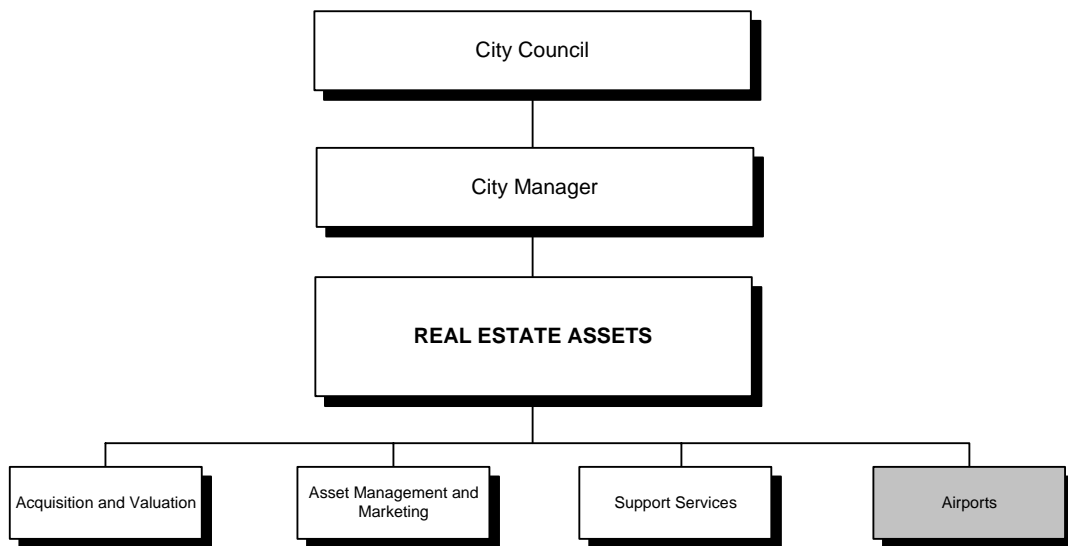 City Council
City Manager
REAL ESTATE ASSETS
Acquisition and Valuation
Asset Management and
Marketing
Support Services
Airports